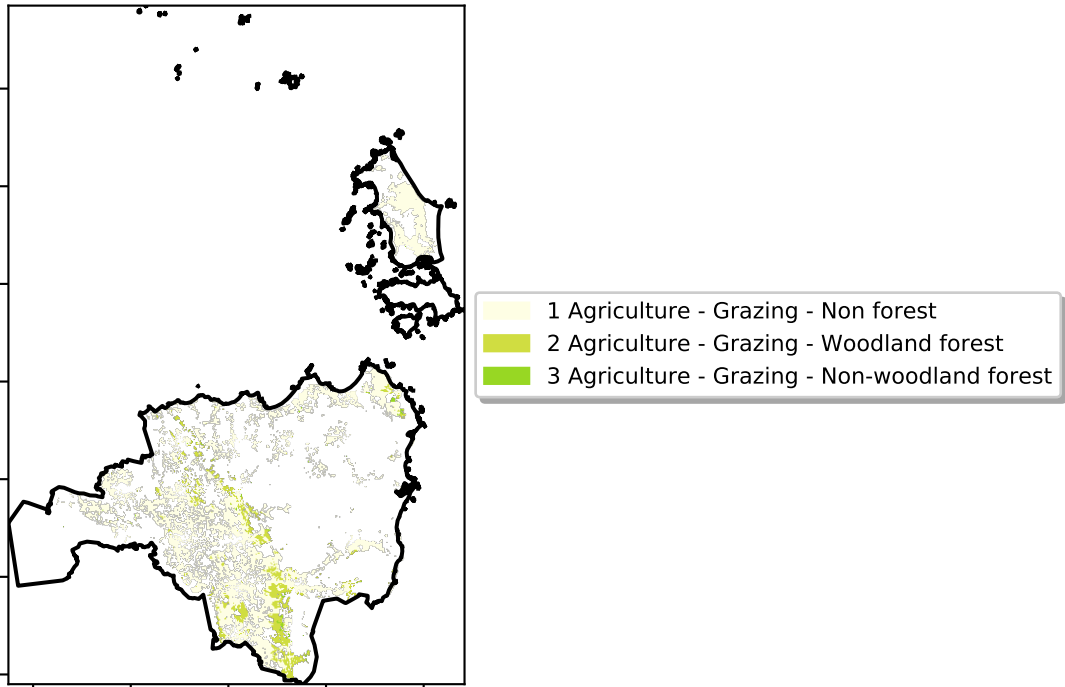 1 Agriculture - Grazing - Non forest
2 Agriculture - Grazing - Woodland forest
3 Agriculture - Grazing - Non-woodland forest